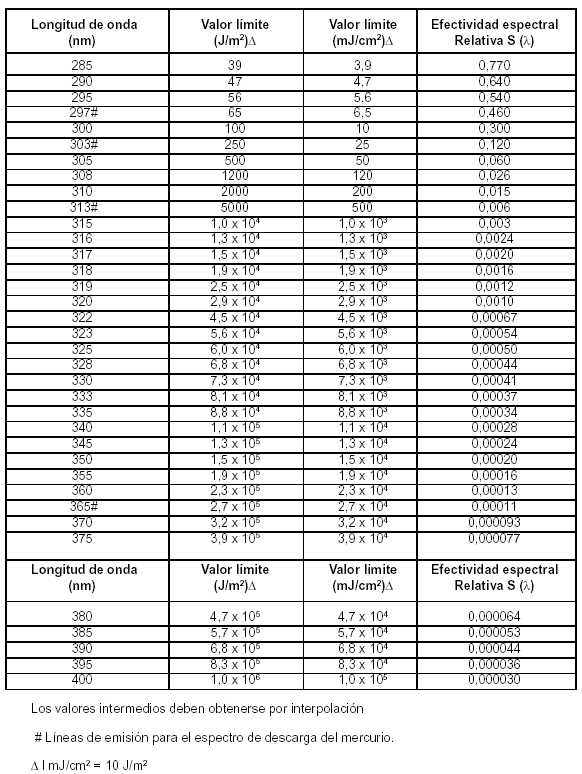 Longitud de onda (nm) Valor límite (J/m²)Δ Valor límite (mJ/cm²)Δ Efectividad espectral Relativa S (λ)
285 39 3,9 0,770
290 47 4,7 0,640
295 56 5,6 0,540
297# 65 6,5 0,460
300 100 10 0,300
303# 250 25 0,120
305 500 50 0,060
308 1200 120 0,026
310 2000 200 0,015
313# 5000 500 0,006
315 1,0 x 10⁴ 1,0 x 10³ 0,003
316 1,3 x 10⁴ 1,3 x 10³ 0,0024
317 1,5 x 10⁴ 1,5 x 10³ 0,0020
318 1,9 x 10⁴ 1,9 x 10³ 0,0016
319 2,5 x 10⁴ 2,5 x 10³ 0,0012
320 2,9 x 10⁴ 2,9 x 10³ 0,0010
322 4,5 x 10⁴ 4,5 x 10³ 0,00067
323 5,6 x 10⁴ 5,6 x 10³ 0,00054
325 6,0 x 10⁴ 6,0 x 10³ 0,00050
328 6,8 x 10⁴ 6,8 x 10³ 0,00044
330 7,3 x 10⁴ 7,3 x 10³ 0,00041
333 8,1 x 10⁴ 8,1 x 10³ 0,00037
335 8,8 x 10⁴ 8,8 x 10³ 0,00034
340 1,1 x 10⁵ 1,1 x 10⁴ 0,00028
345 1,3 x 10⁵ 1,3 x 10⁴ 0,00024
350 1,5 x 10⁵ 1,5 x 10⁴ 0,00020
355 1,9 x 10⁵ 1,9 x 10⁴ 0,00016
360 2,3 x 10⁵ 2,3 x 10⁴ 0,00013
365# 2,7 x 10⁵ 2,7 x 10⁴ 0,00011
370 3,2 x 10⁵ 3,2 x 10⁴ 0,000093
375 3,9 x 10⁵ 3,9 x 10⁴ 0,000077
Longitud de onda (nm) Valor límite (J/m²)Δ Valor límite (mJ/cm²)Δ Efectividad espectral Relativa S (λ)
380 4,7 x 10⁵ 4,7 x 10⁴ 0,000064
385 5,7 x 10⁵ 5,7 x 10⁴ 0,000053
390 6,8 x 10⁵ 6,8 x 10⁴ 0,000044
395 8,3 x 10⁵ 8,3 x 10⁴ 0,000036
400 1,0 x 10⁶ 1,0 x 10⁵ 0,000030
Los valores intermedios deben obtenerse por interpolación
# Líneas de emisión para el espectro de descarga del mercurio.
Δ l mJ/cm² = 10 J/m²